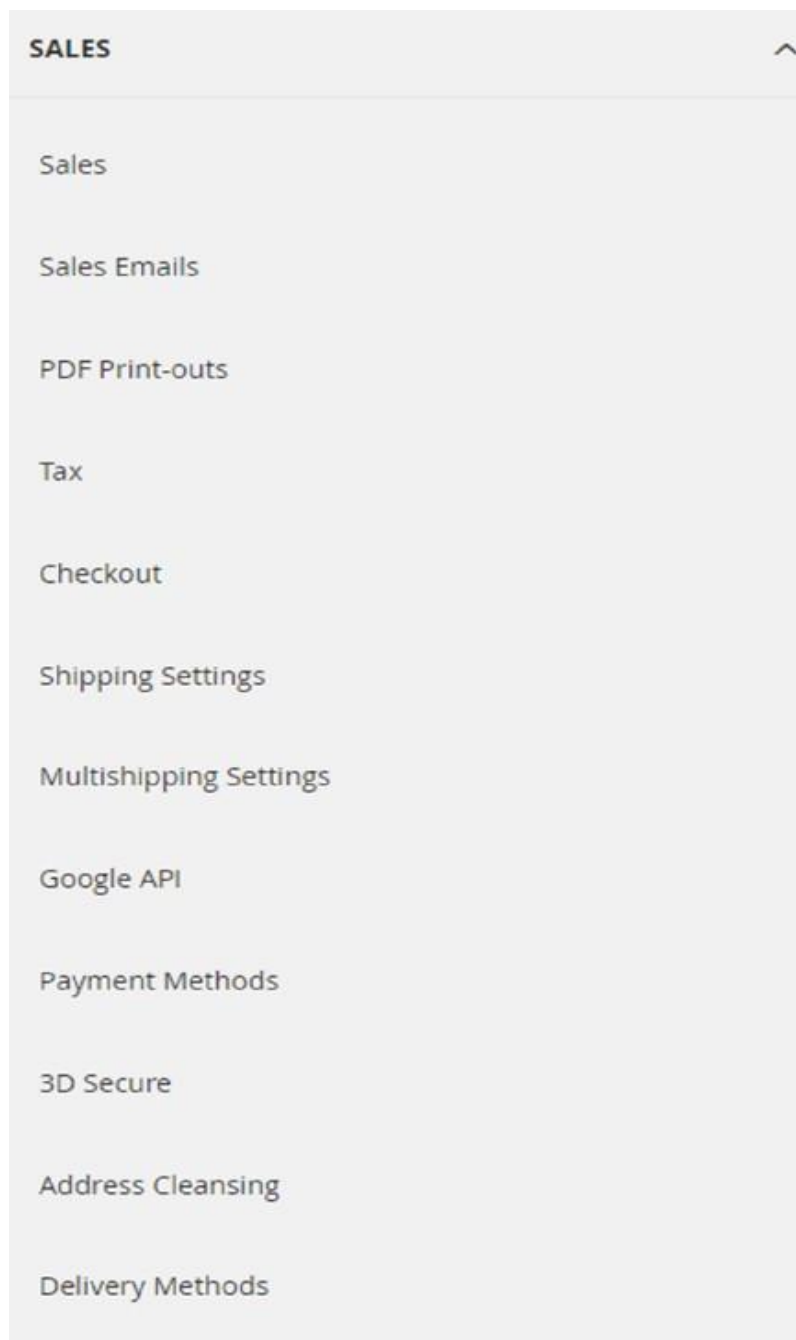 SALES
Sales
Sales Emails
PDF Print-outs
Tax
Checkout
Shipping Settings
Multishipping Settings
Google API
Payment Methods
3D Secure
Address Cleansing
Delivery Methods